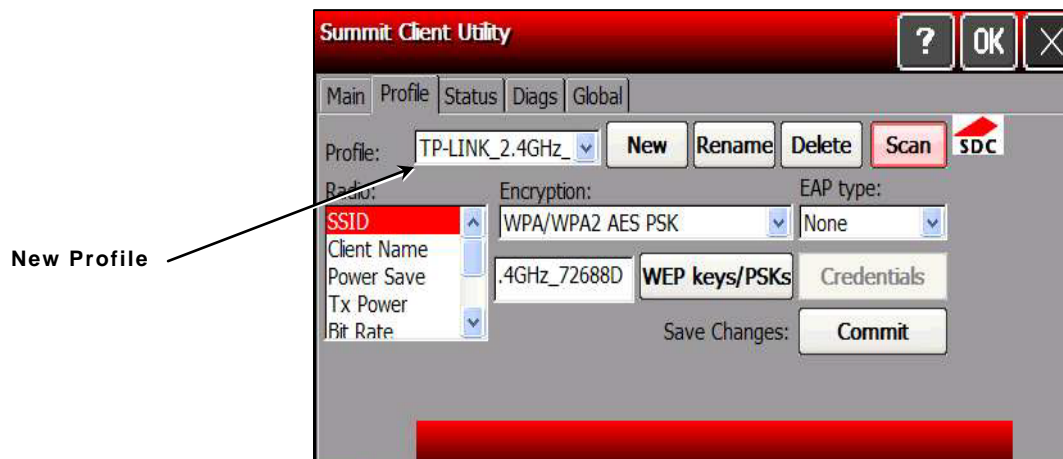 Summit Client Utility
? OK X
Main Profile Status Diags Global
Profile: TP-LINK_2.4GHz_ New Rename Delete Scan SDC
Radio: Encryption: EAP type:
SSID WPA/WPA2 AES PSK None
Client Name
New Profile
Power Save .4GHz_72688D WEP keys/PSKs Credentials
Tx Power
Bit Rate Save Changes: Commit